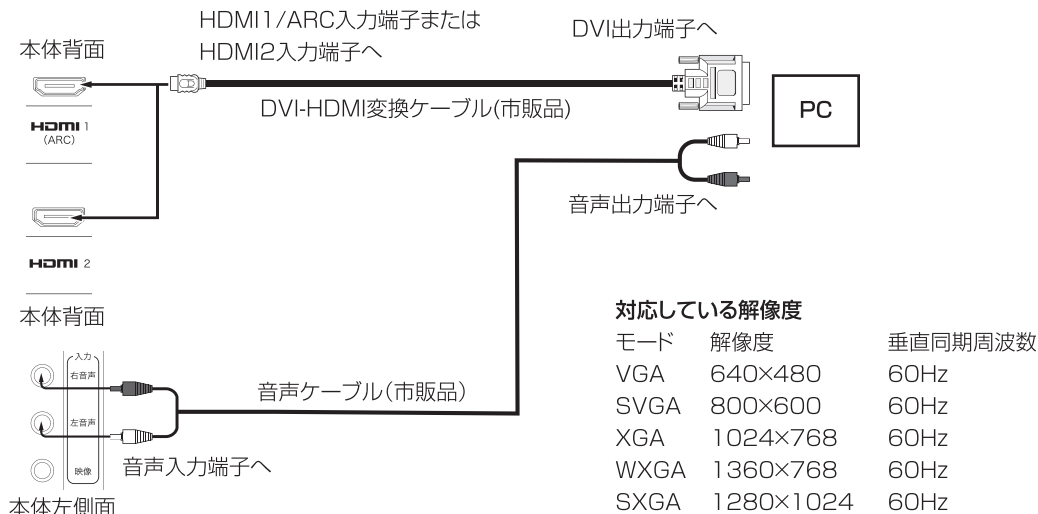 HDMI1/ARC入力端子または
HDMI2入力端子へ
DVI出力端子へ
本体背面
DVI-HDMI変換ケーブル(市販品)
PC
HDMI 1
(ARC)
音声出力端子へ
HDMI 2
本体背面
入力
右音声
左音声
映像
音声ケーブル(市販品)
音声入力端子へ
本体左側面
対応している解像度
モード 解像度 垂直同期周波数
VGA 640×480 60Hz
SVGA 800×600 60Hz
XGA 1024×768 60Hz
WXGA 1360×768 60Hz
SXGA 1280×1024 60Hz